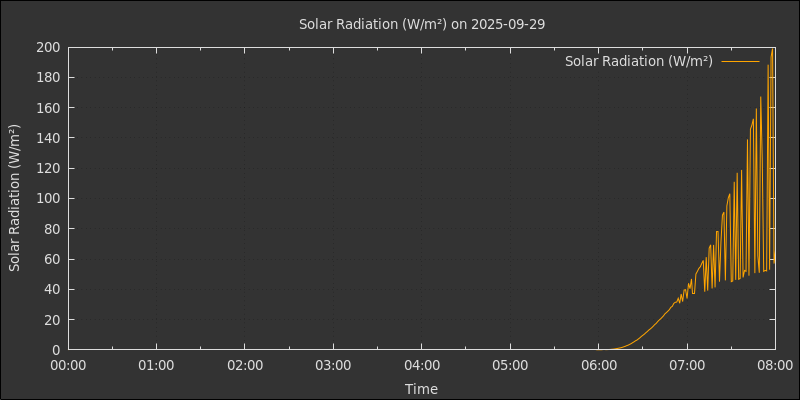 Solar Radiation (W/m²) on 2025-09-29
Solar Radiation (W/m²)
200
180
160
140
120
100
80
60
40
20
0
Solar Radiation (W/m²)
00:00 01:00 02:00 03:00 04:00 05:00 06:00 07:00 08:00
Time